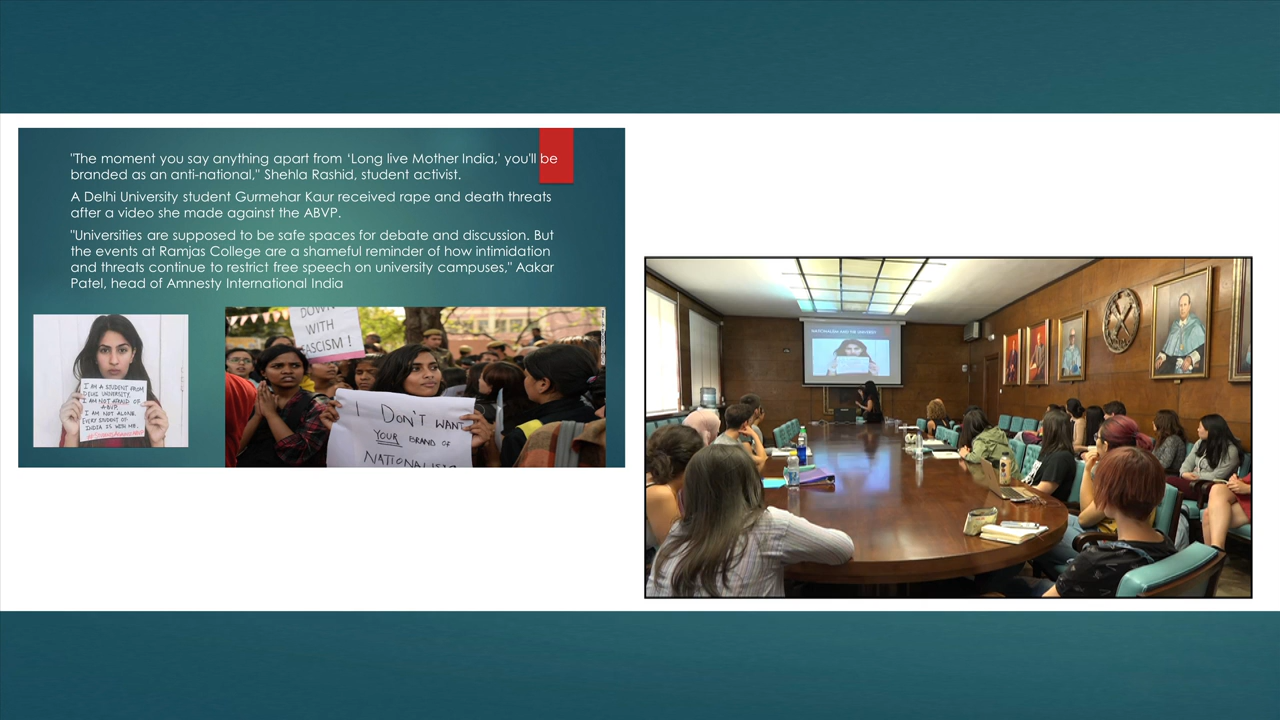 "The moment you say anything apart from ‘Long live Mother India,' you'll be
branded as an anti-national," Shehla Rashid, student activist.
A Delhi University student Gurmehar Kaur received rape and death threats
after a video she made against the ABVP.
"Universities are supposed to be safe spaces for debate and discussion. But
the events at Ramjas College are a shameful reminder of how intimidation
and threats continue to restrict free speech on university campuses," Aakar
Patel, head of Amnesty International India
I AM A STUDENT FROM
DELHI UNIVERSITY.
I AM NOT AFRAID OF
ABVP.
I AM NOT ALONE.
EVERY STUDENT OF
INDIA IS WITH ME.
DOWN
WITH
FASCISM !
I DON'T WANT
YOUR BRAND OF
NATIONALISM
NATIONALISM AND THE UNIVERSITY